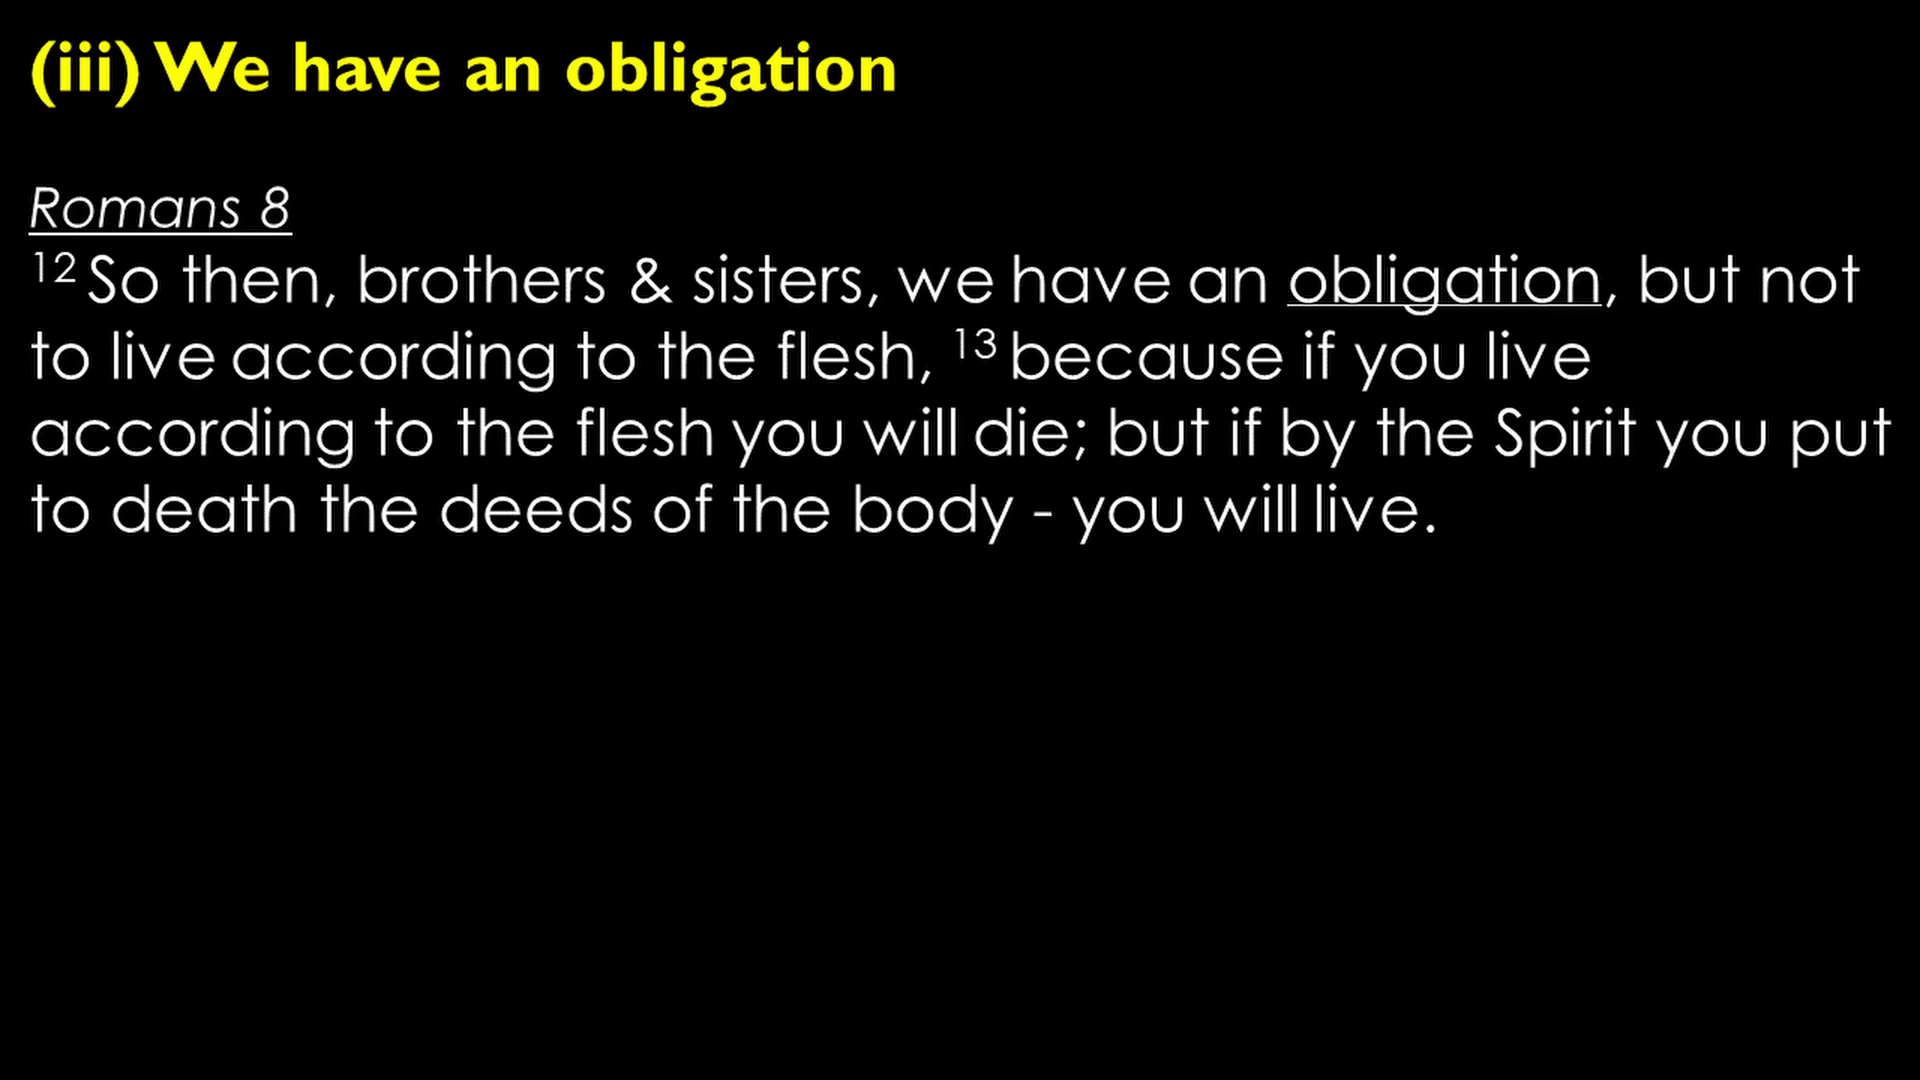 (iii) We have an obligation
Romans 8
12 So then, brothers & sisters, we have an obligation, but not
to live according to the flesh, 13 because if you live
according to the flesh you will die; but if by the Spirit you put
to death the deeds of the body - you will live.